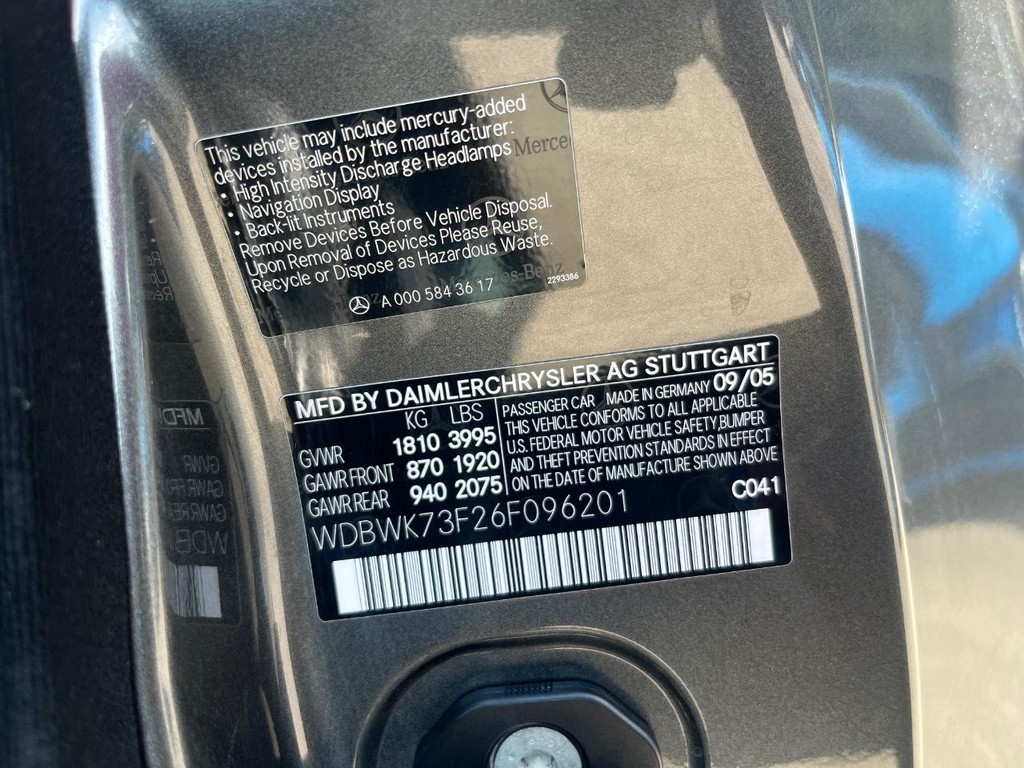 This vehicle may include mercury-added
devices installed by the manufacturer:
• High Intensity Discharge Headlamps
• Navigation Display
• Back-lit Instruments
Remove Devices Before Vehicle Disposal.
Upon Removal of Devices Please Reuse,
Recycle or Dispose as Hazardous Waste.
A 000 584 36 17
2293386
MFD BY DAIMLERCHRYSLER AG STUTTGART
KG LBS
GVWR 1810 3995
GAWR FRONT 870 1920
GAWR REAR 940 2075
PASSENGER CAR MADE IN GERMANY 09/05
THIS VEHICLE CONFORMS TO ALL APPLICABLE
U.S. FEDERAL MOTOR VEHICLE SAFETY,BUMPER
AND THEFT PREVENTION STANDARDS IN EFFECT
ON THE DATE OF MANUFACTURE SHOWN ABOVE
WDBWK73F26F096201
C041